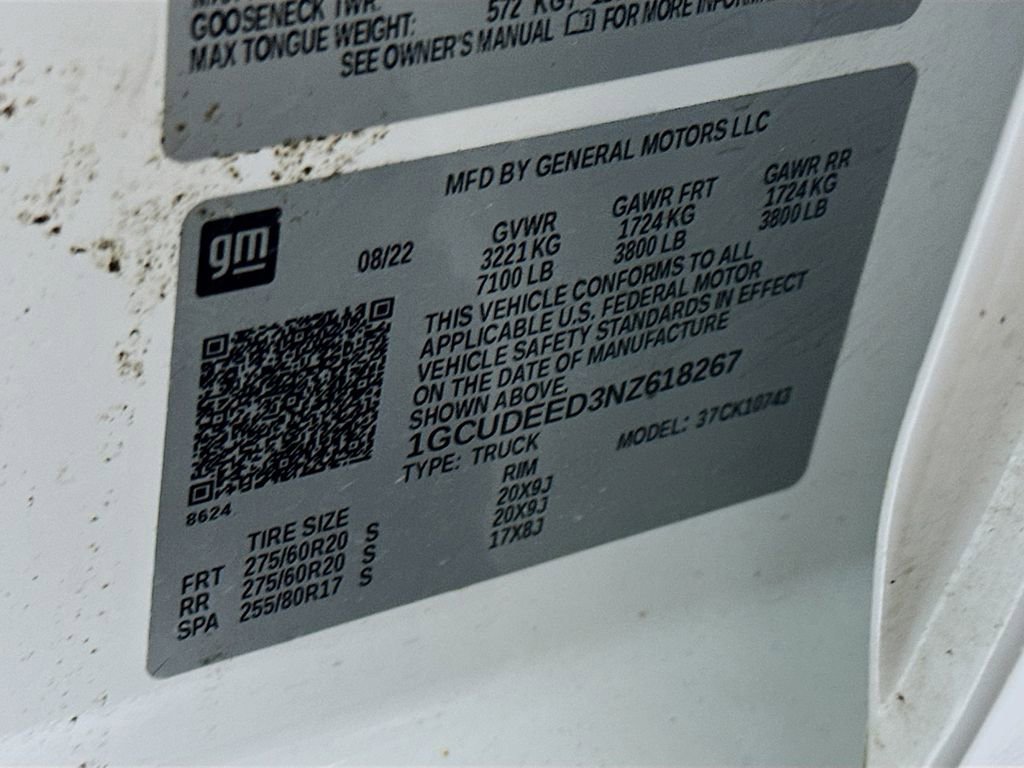 GOOSENECK TWR:
MAX TONGUE WEIGHT: 572 KG
SEE OWNER'S MANUAL FOR MORE
MFD BY GENERAL MOTORS LLC
gm
08/22
GVWR GAWR FRT GAWR RR
3221 KG 1724 KG 1724 KG
7100 LB 3800 LB 3800 LB
THIS VEHICLE CONFORMS TO ALL
APPLICABLE U.S. FEDERAL MOTOR
VEHICLE SAFETY STANDARDS IN EFFECT
ON THE DATE OF MANUFACTURE
SHOWN ABOVE.
1GCUDEED3NZ618267
TYPE: TRUCK MODEL: 37CK10743
8624
TIRE SIZE RIM
FRT 275/60R20 S 20X9J
RR 275/60R20 S 20X9J
SPA 255/80R17 S 17X8J